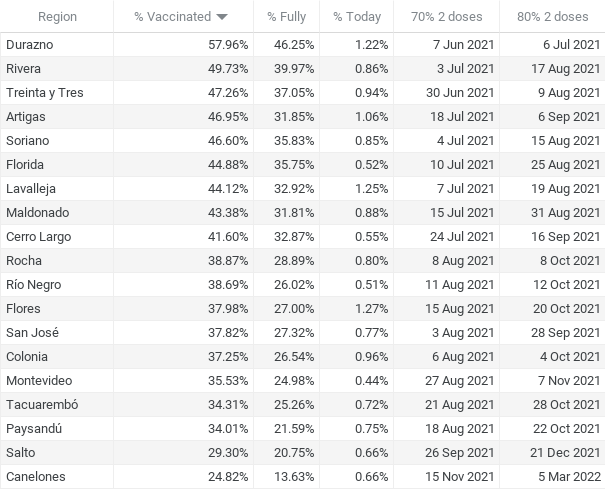 Region % Vaccinated % Fully % Today 70% 2 doses 80% 2 doses
Durazno 57.96% 46.25% 1.22% 7 Jun 2021 6 Jul 2021
Rivera 49.73% 39.97% 0.86% 3 Jul 2021 17 Aug 2021
Treinta y Tres 47.26% 37.05% 0.94% 30 Jun 2021 9 Aug 2021
Artigas 46.95% 31.85% 1.06% 18 Jul 2021 6 Sep 2021
Soriano 46.60% 35.83% 0.85% 4 Jul 2021 15 Aug 2021
Florida 44.88% 35.75% 0.52% 10 Jul 2021 25 Aug 2021
Lavalleja 44.12% 32.92% 1.25% 7 Jul 2021 19 Aug 2021
Maldonado 43.38% 31.81% 0.88% 15 Jul 2021 31 Aug 2021
Cerro Largo 41.60% 32.87% 0.55% 24 Jul 2021 16 Sep 2021
Rocha 38.87% 28.89% 0.80% 8 Aug 2021 8 Oct 2021
Río Negro 38.69% 26.02% 0.51% 11 Aug 2021 12 Oct 2021
Flores 37.98% 27.00% 1.27% 15 Aug 2021 20 Oct 2021
San José 37.82% 27.32% 0.77% 3 Aug 2021 28 Sep 2021
Colonia 37.25% 26.54% 0.96% 6 Aug 2021 4 Oct 2021
Montevideo 35.53% 24.98% 0.44% 27 Aug 2021 7 Nov 2021
Tacuarembó 34.31% 25.26% 0.72% 21 Aug 2021 28 Oct 2021
Paysandú 34.01% 21.59% 0.75% 18 Aug 2021 22 Oct 2021
Salto 29.30% 20.75% 0.66% 26 Sep 2021 21 Dec 2021
Canelones 24.82% 13.63% 0.66% 15 Nov 2021 5 Mar 2022